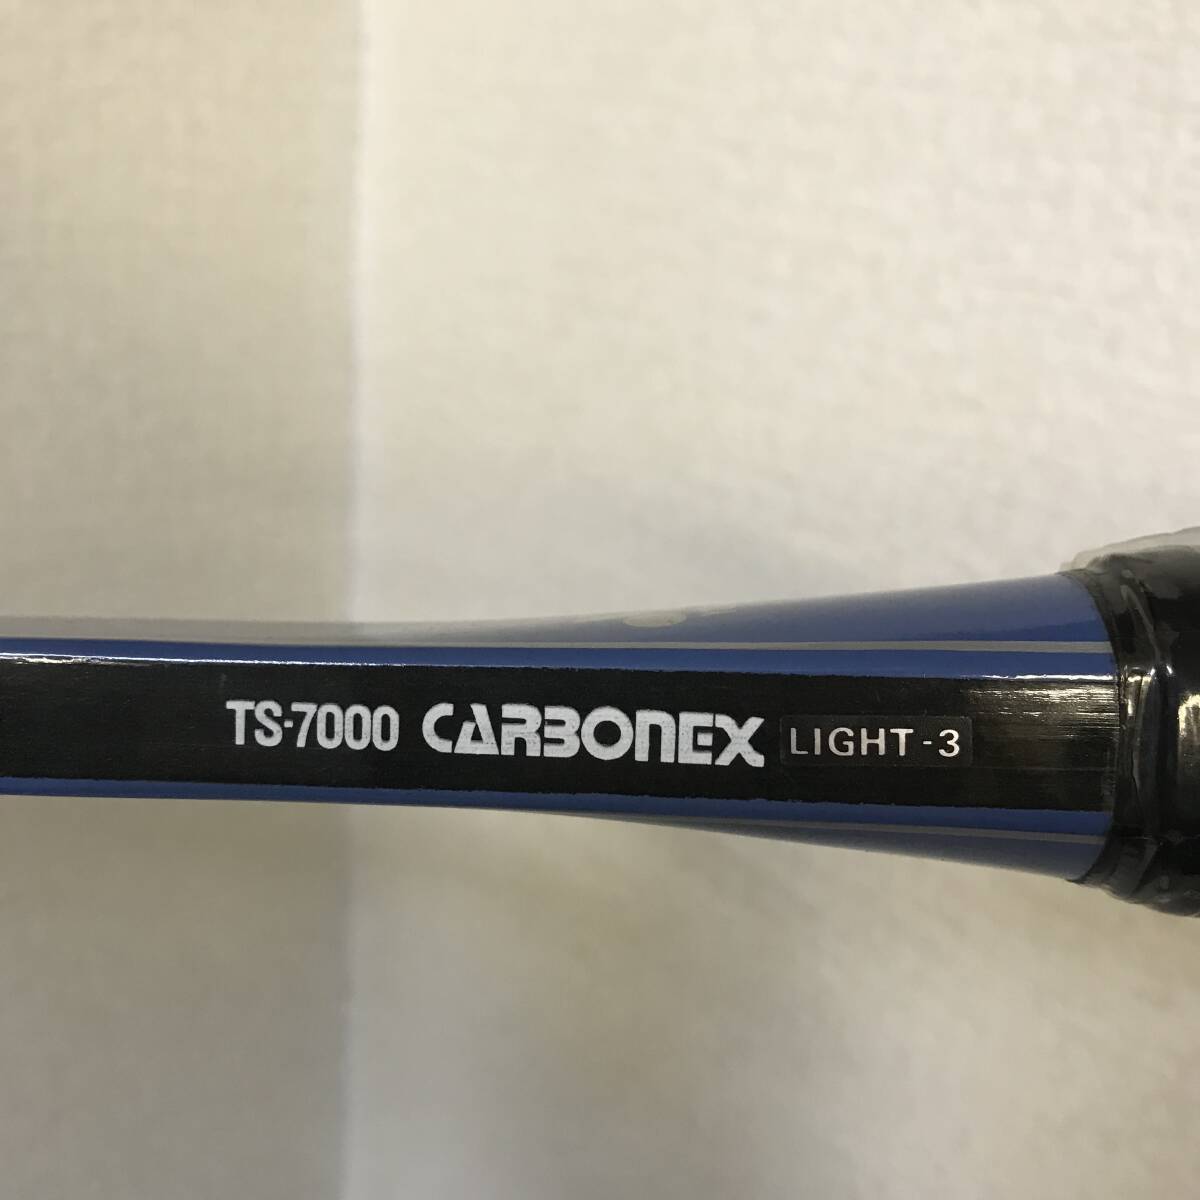 TS-7000 CARBONEX LIGHT-3